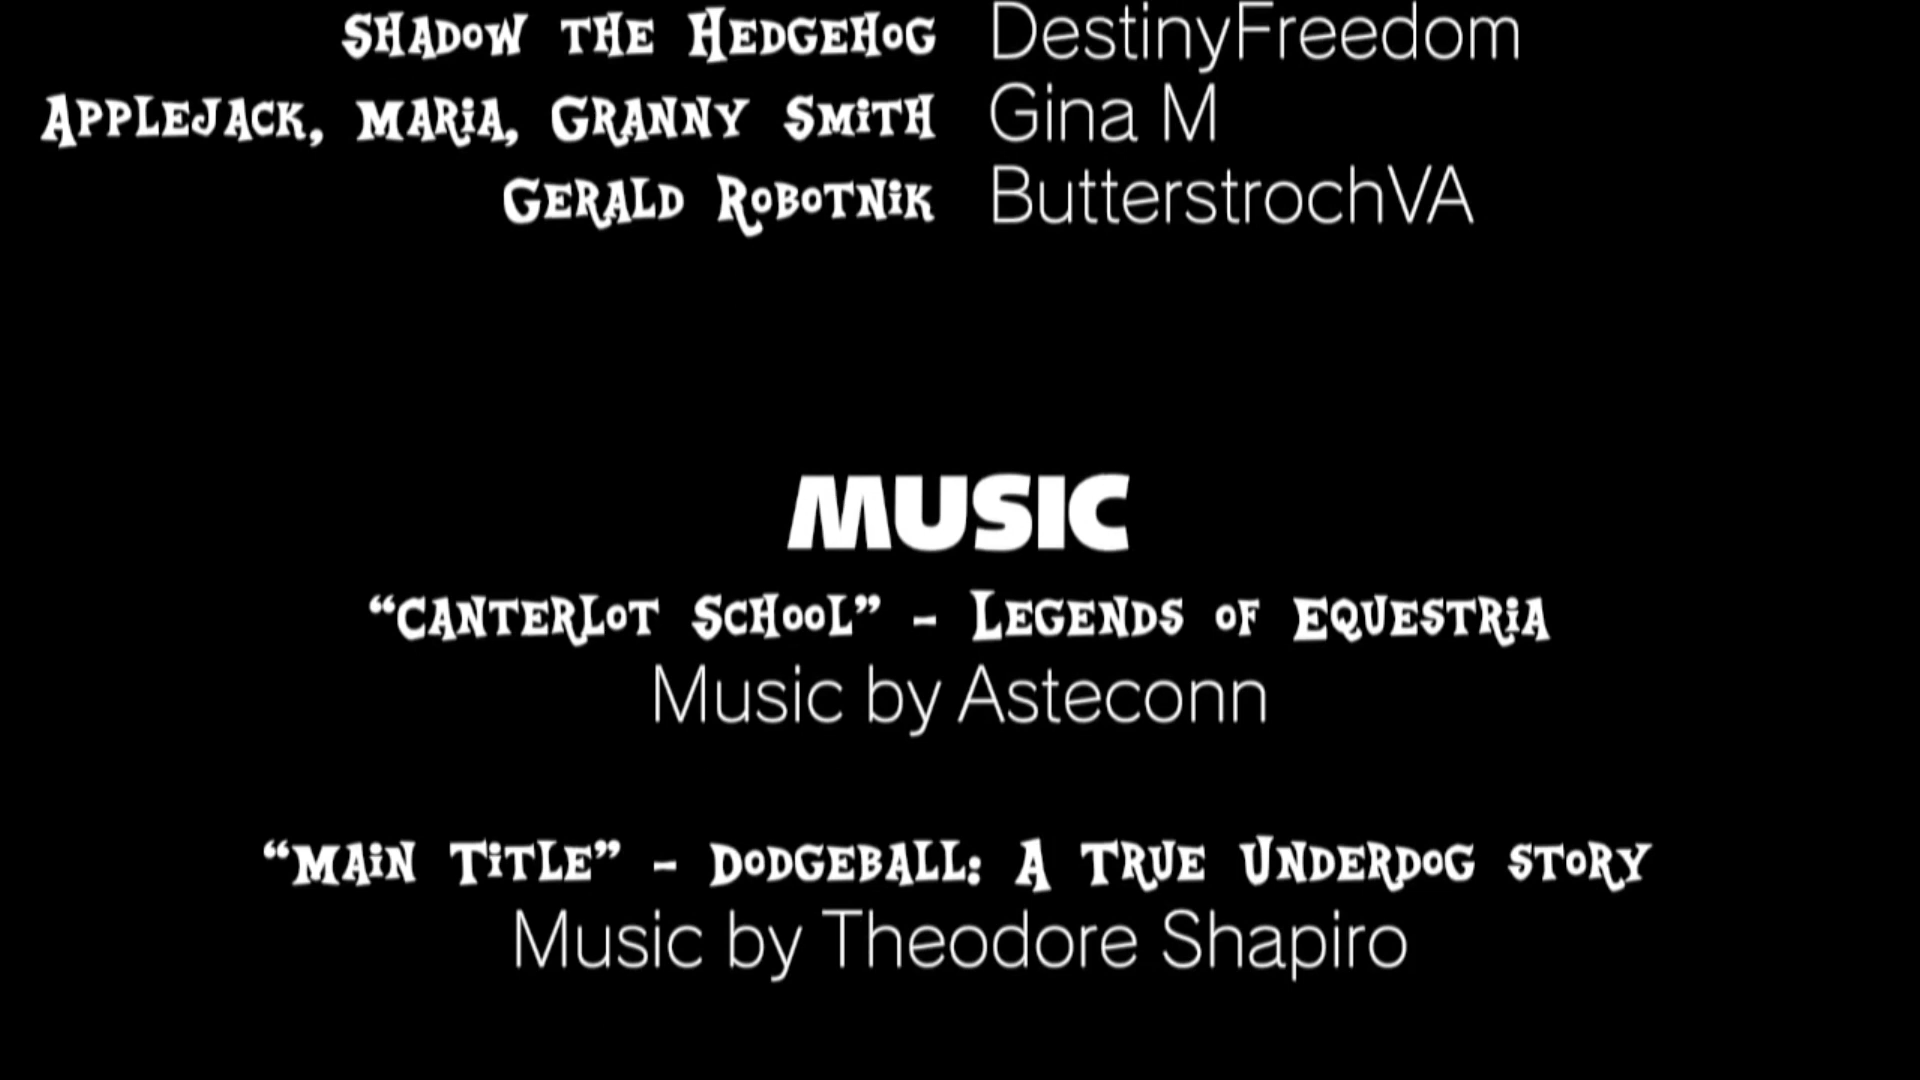 SHADOW THE HEDGEHOG DestinyFreedom
APPLEJACK, MARIA, GRANNY SMITH Gina M
GERALD ROBOTNIK ButterstrochVA
MUSIC
“CANTERLOT SCHOOL” - LEGENDS OF EQUESTRIA
Music by Asteconn
“MAIN TITLE” - DODGEBALL: A TRUE UNDERDOG STORY
Music by Theodore Shapiro